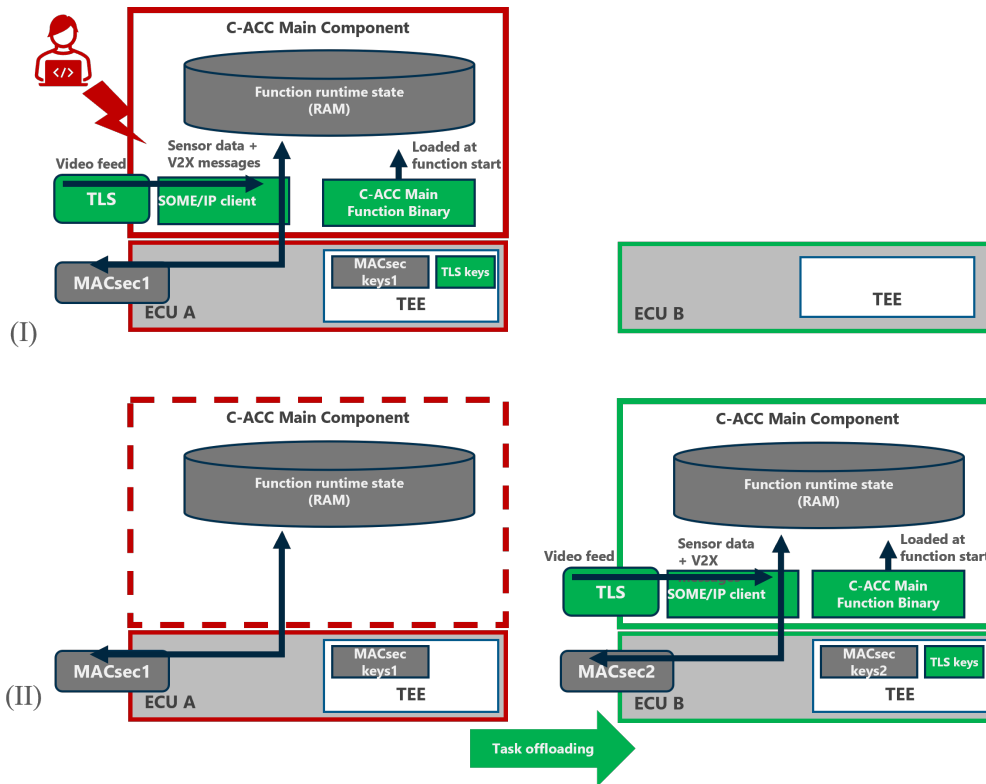 C-ACC Main Component
Function runtime state
(RAM)
Sensor data +
V2X messages
Loaded at
function start
Video feed
TLS
SOME/IP client
C-ACC Main
Function Binary
MACsec1
MACsec
keys1
TLS keys
TEE
ECU A
TEE
ECU B
(I)
C-ACC Main Component
Function runtime state
(RAM)
MACsec1
MACsec
keys1
TEE
ECU A
C-ACC Main Component
Function runtime state
(RAM)
Sensor data
+ V2X
messages
Loaded at
function start
Video feed
TLS
SOME/IP client
C-ACC Main
Function Binary
MACsec2
MACsec
keys2
TLS keys
TEE
ECU B
(II)
Task offloading